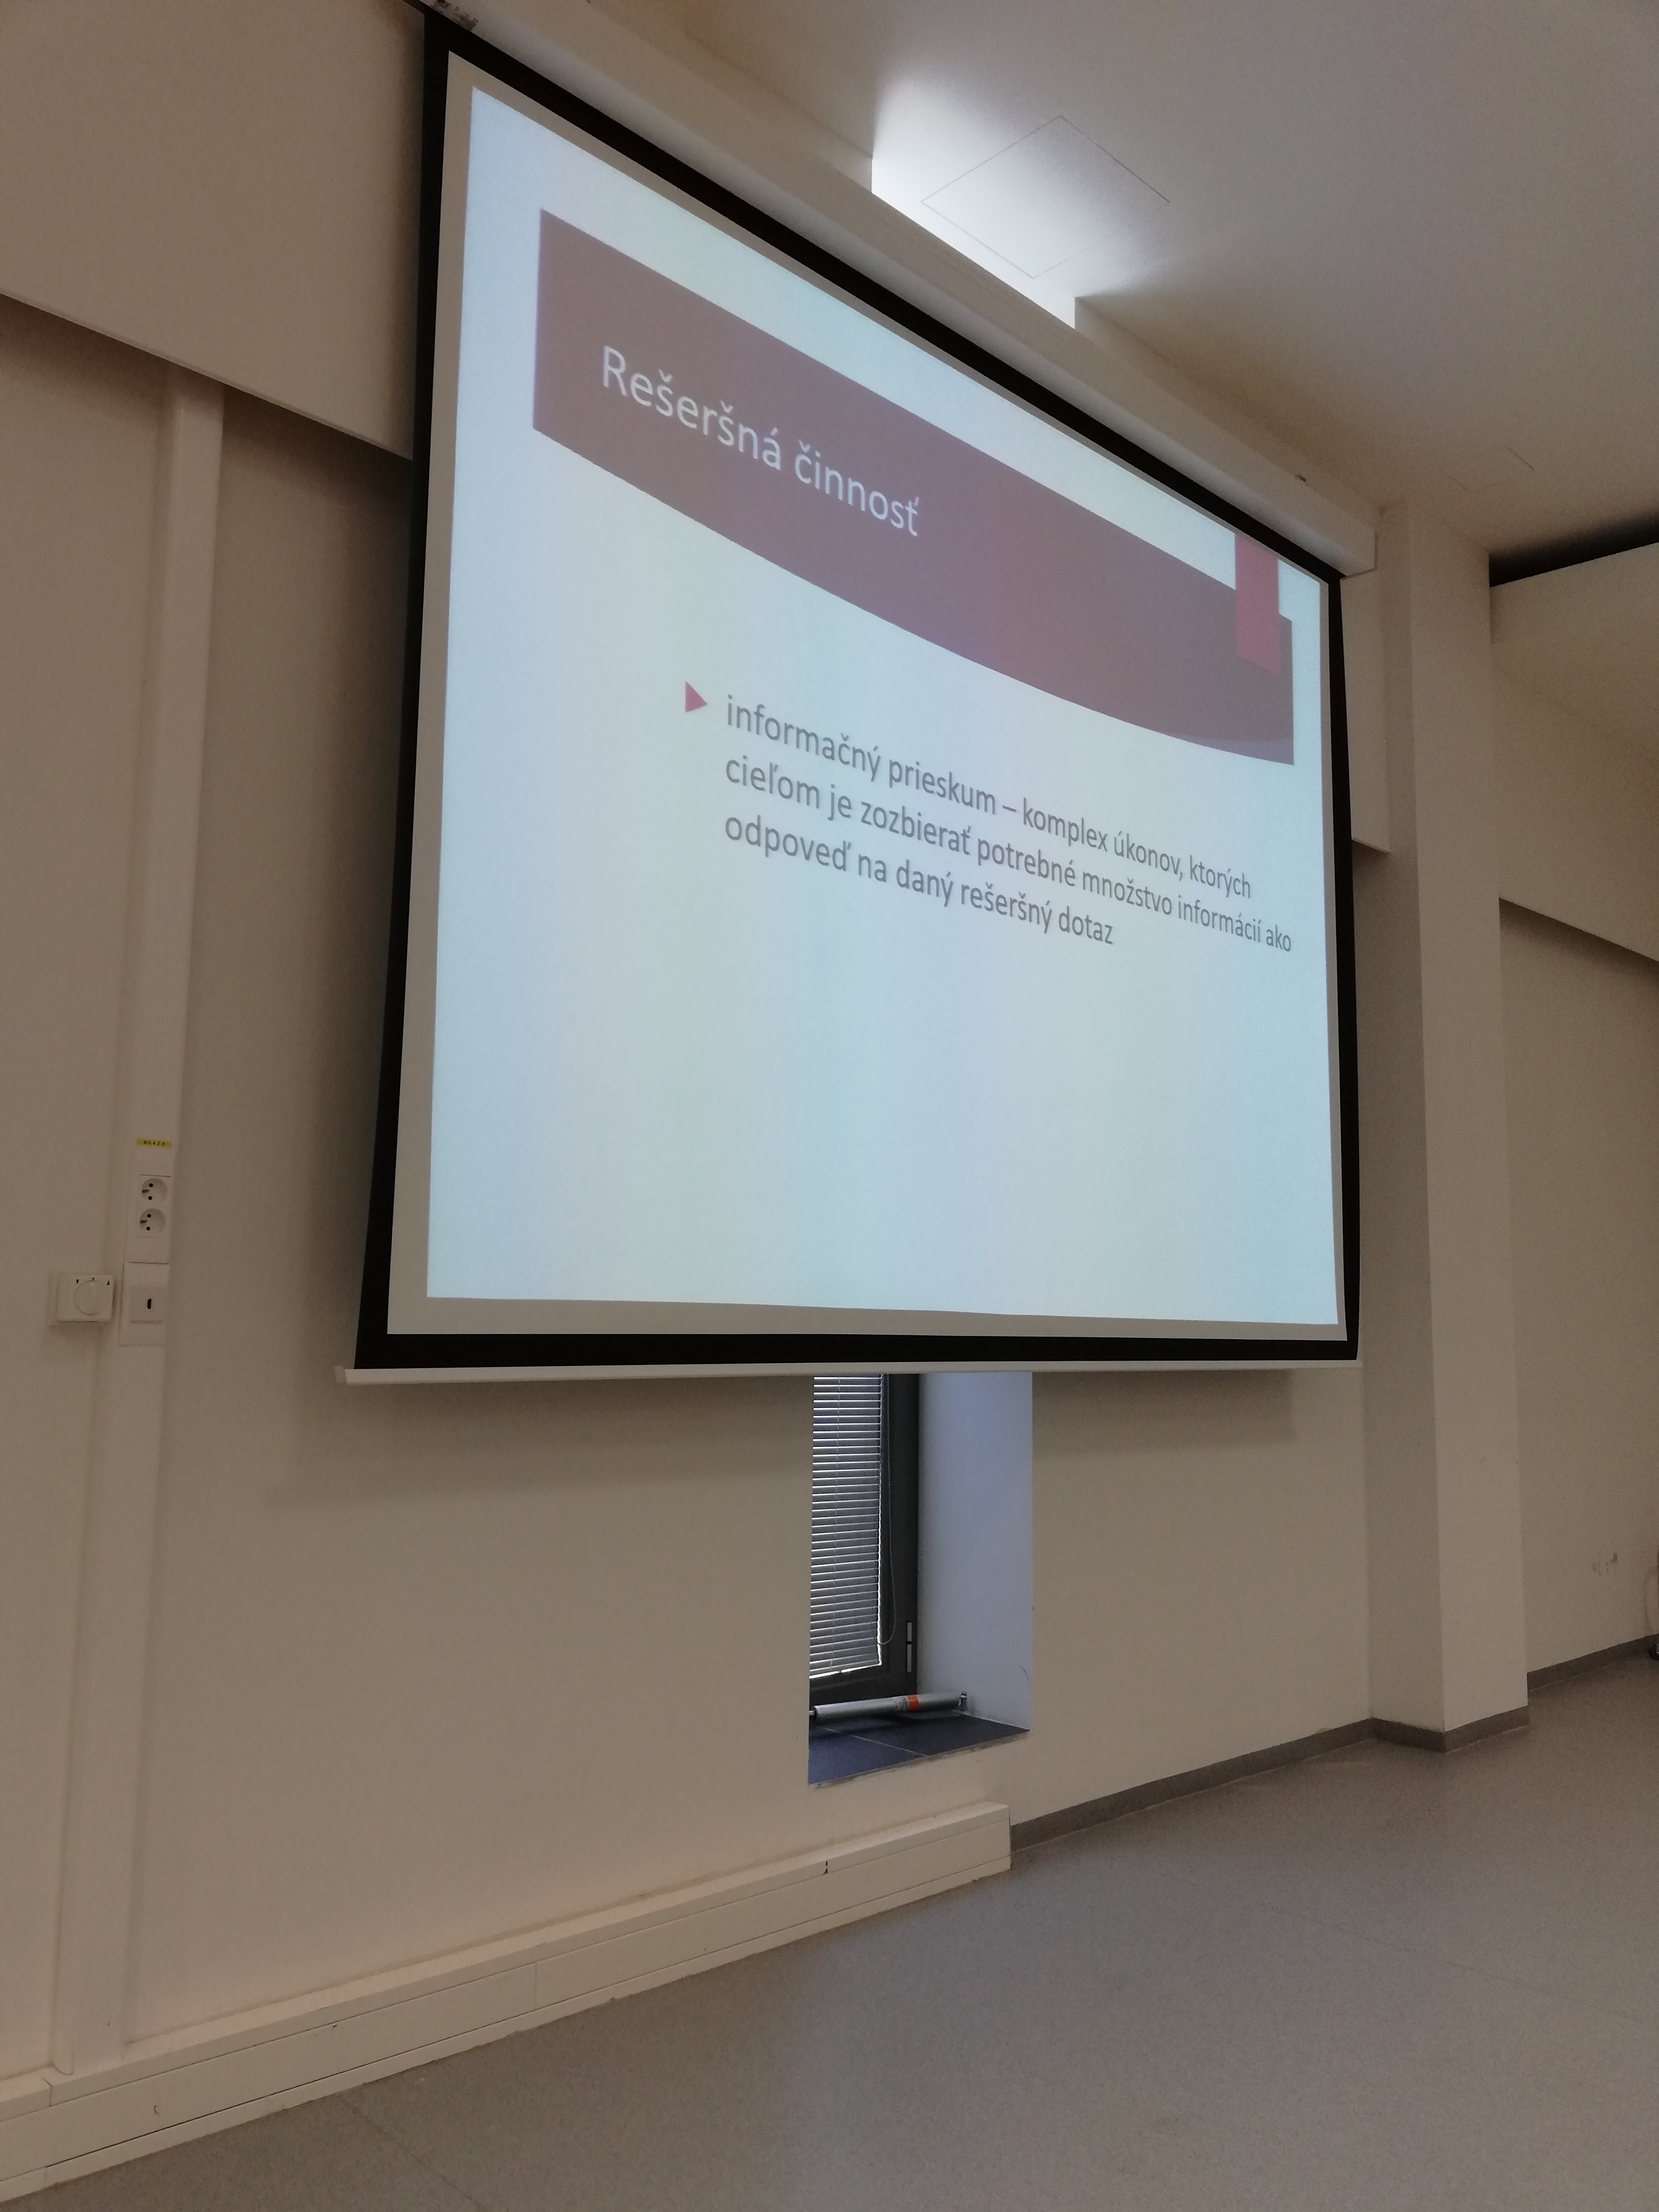 Rešeršná činnosť
informačný prieskum – komplex úkonov, ktorých
cieľom je zozbierať potrebné množstvo informácií ako
odpoveď na daný rešeršný dotaz